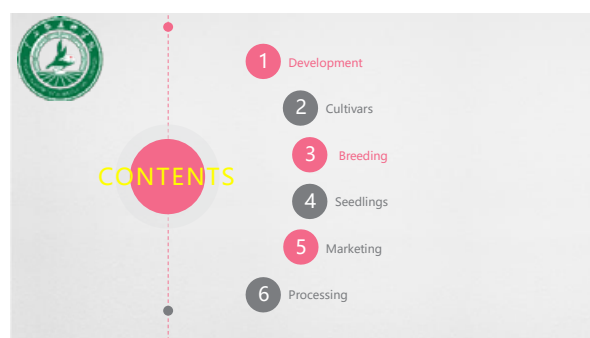 CONTENTS
1 Development
2 Cultivars
3 Breeding
4 Seedlings
5 Marketing
6 Processing